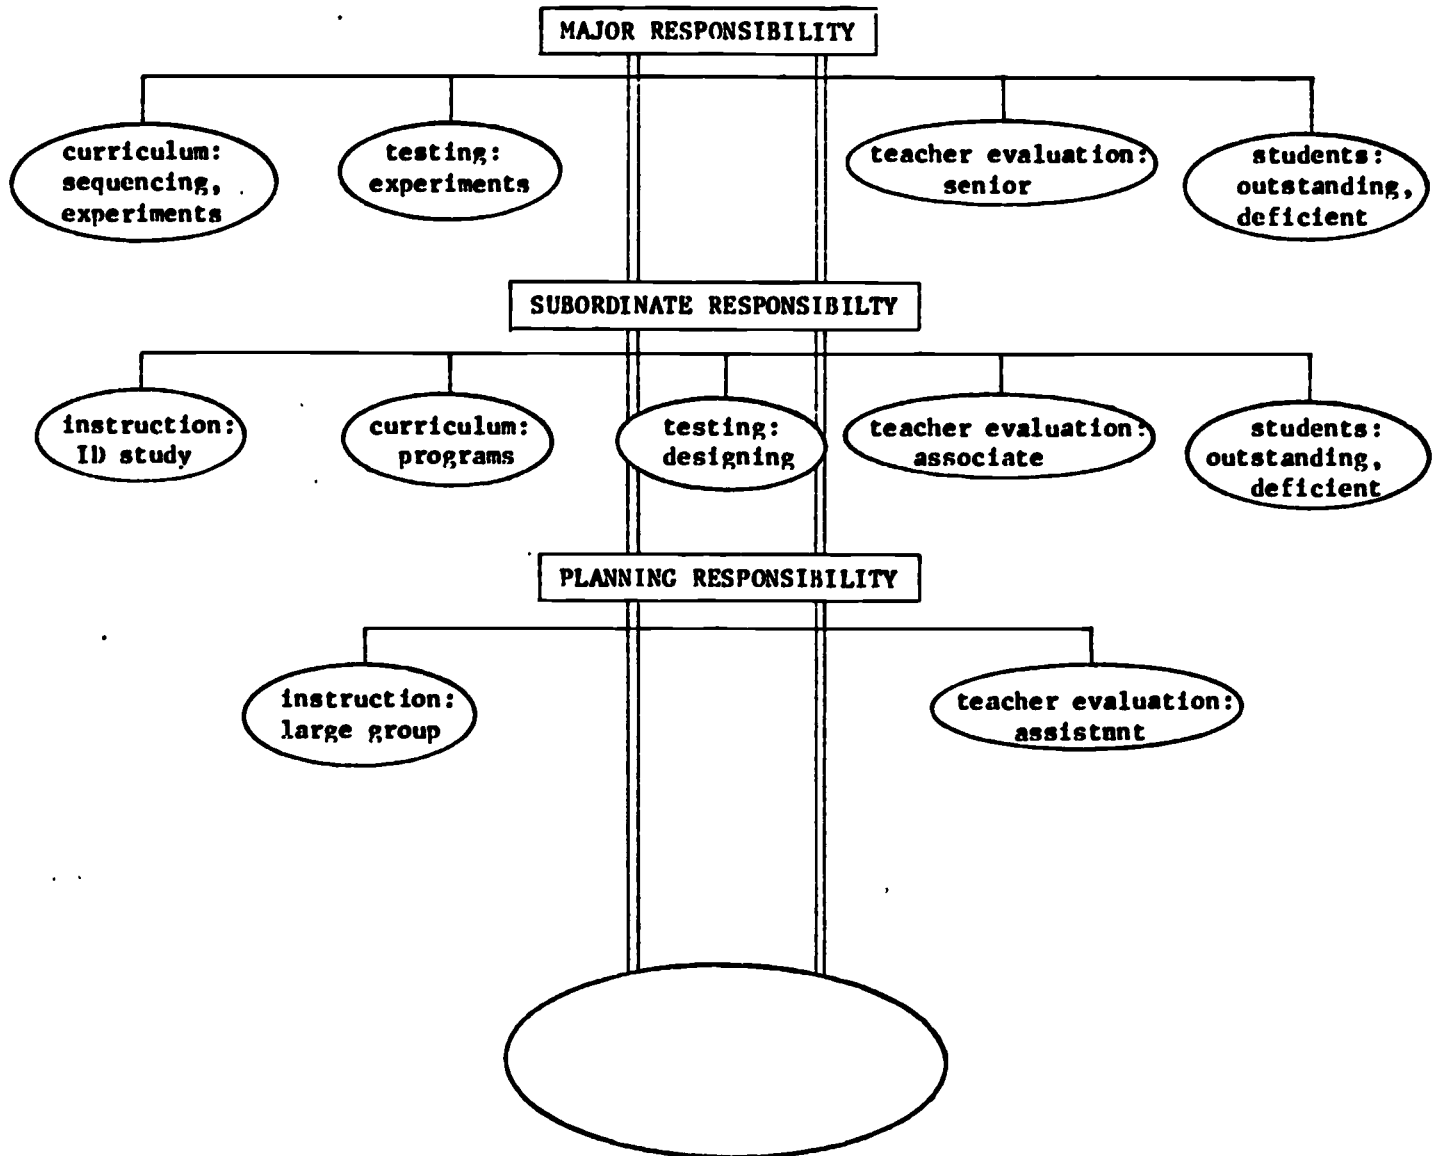 MAJOR RESPONSIBILITY
curriculum:
sequencing,
experiments
testing:
experiments
teacher evaluation:
senior
students:
outstanding,
deficient
SUBORDINATE RESPONSIBILTY
instruction:
ID study
curriculum:
programs
testing:
designing
teacher evaluation:
associate
students:
outstanding,
deficient
PLANNING RESPONSIBILITY
instruction:
large group
teacher evaluation:
assistant